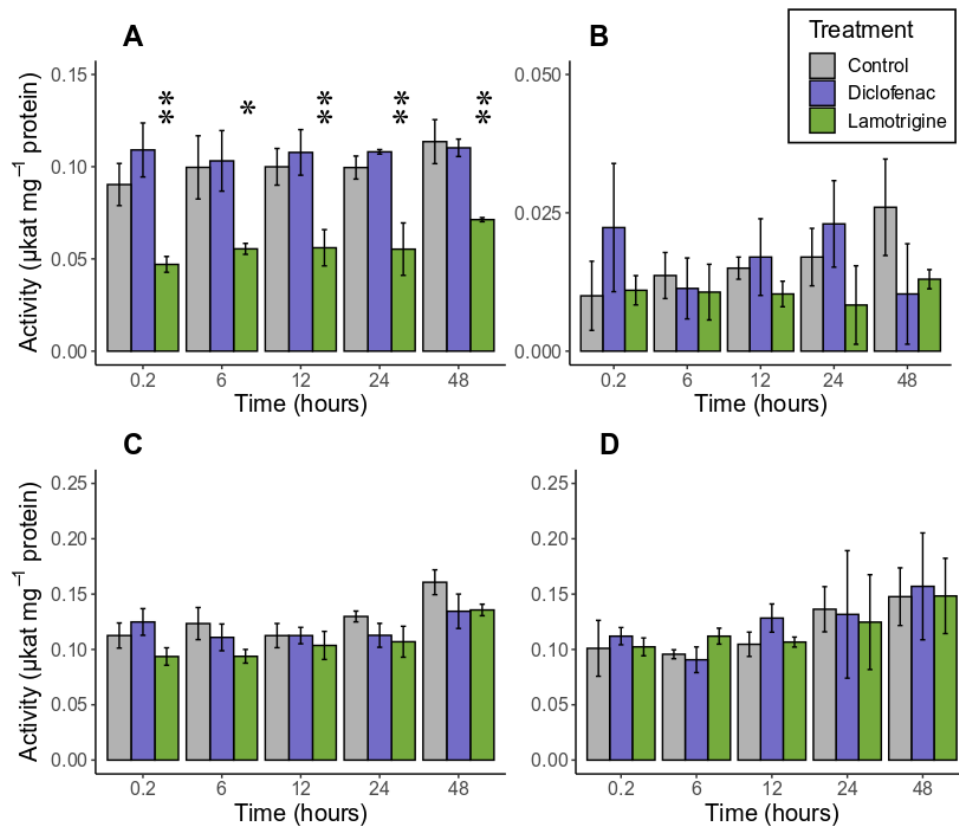 A
B
Treatment
Control
Diclofenac
Lamotrigine
Activity (µkat mg−1 protein)
0.15
0.10
0.05
0.00
** * ** ** **
0.2 6 12 24 48
Time (hours)
0.050
0.025
0.000
0.2 6 12 24 48
Time (hours)
C
D
Activity (µkat mg−1 protein)
0.25
0.20
0.15
0.10
0.05
0.00
0.2 6 12 24 48
Time (hours)
0.25
0.20
0.15
0.10
0.05
0.00
0.2 6 12 24 48
Time (hours)